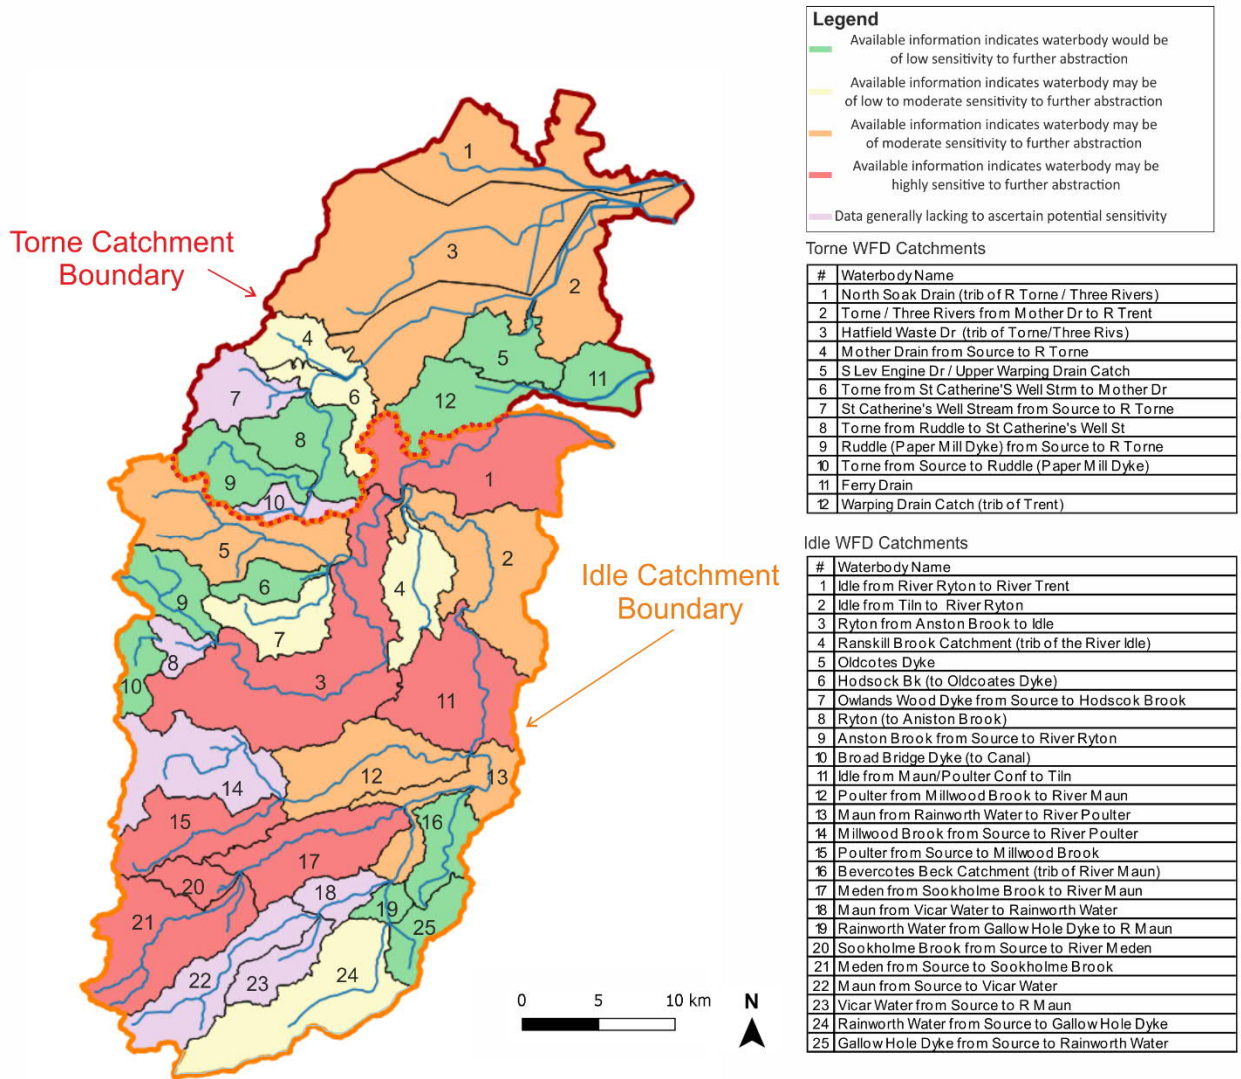 Legend
Available information indicates waterbody would be
of low sensitivity to further abstraction
Available information indicates waterbody may be
of low to moderate sensitivity to further abstraction
Available information indicates waterbody may be
of moderate sensitivity to further abstraction
Available information indicates waterbody may be
highly sensitive to further abstraction
Data generally lacking to ascertain potential sensitivity
Torne Catchment
Boundary
Idle Catchment
Boundary
1
3
2
4
5
11
7
6
12
8
9
10
1
5
2
6
4
9
7
8
3
10
11
14
12
13
15
16
17
20
18
19
21
25
22
23
24
0 5 10 km
N
Torne WFD Catchments
# Waterbody Name
1 North Soak Drain (trib of R Torne / Three Rivers)
2 Torne / Three Rivers from Mother Dr to R Trent
3 Hatfield Waste Dr (trib of Torne/Three Rivs)
4 Mother Drain from Source to R Torne
5 S Lev Engine Dr / Upper Warping Drain Catch
6 Torne from St Catherine'S Well Strm to Mother Dr
7 St Catherine's Well Stream from Source to R Torne
8 Torne from Ruddle to St Catherine's Well St
9 Ruddle (Paper Mill Dyke) from Source to R Torne
10 Torne from Source to Ruddle (Paper Mill Dyke)
11 Ferry Drain
12 Warping Drain Catch (trib of Trent)
Idle WFD Catchments
# Waterbody Name
1 Idle from River Ryton to River Trent
2 Idle from Tiln to River Ryton
3 Ryton from Anston Brook to Idle
4 Ranskill Brook Catchment (trib of the River Idle)
5 Oldcotes Dyke
6 Hodsock Bk (to Oldcoates Dyke)
7 Owlands Wood Dyke from Source to Hodscok Brook
8 Ryton (to Aniston Brook)
9 Anston Brook from Source to River Ryton
10 Broad Bridge Dyke (to Canal)
11 Idle from Maun/Poulter Conf to Tiln
12 Poulter from Millwood Brook to River Maun
13 Maun from Rainworth Water to River Poulter
14 Millwood Brook from Source to River Poulter
15 Poulter from Source to Millwood Brook
16 Bevercotes Beck Catchment (trib of River Maun)
17 Meden from Sookholme Brook to River Maun
18 Maun from Vicar Water to Rainworth Water
19 Rainworth Water from Gallow Hole Dyke to R Maun
20 Sookholme Brook from Source to River Meden
21 Meden from Source to Sookholme Brook
22 Maun from Source to Vicar Water
23 Vicar Water from Source to R Maun
24 Rainworth Water from Source to Gallow Hole Dyke
25 Gallow Hole Dyke from Source to Rainworth Water